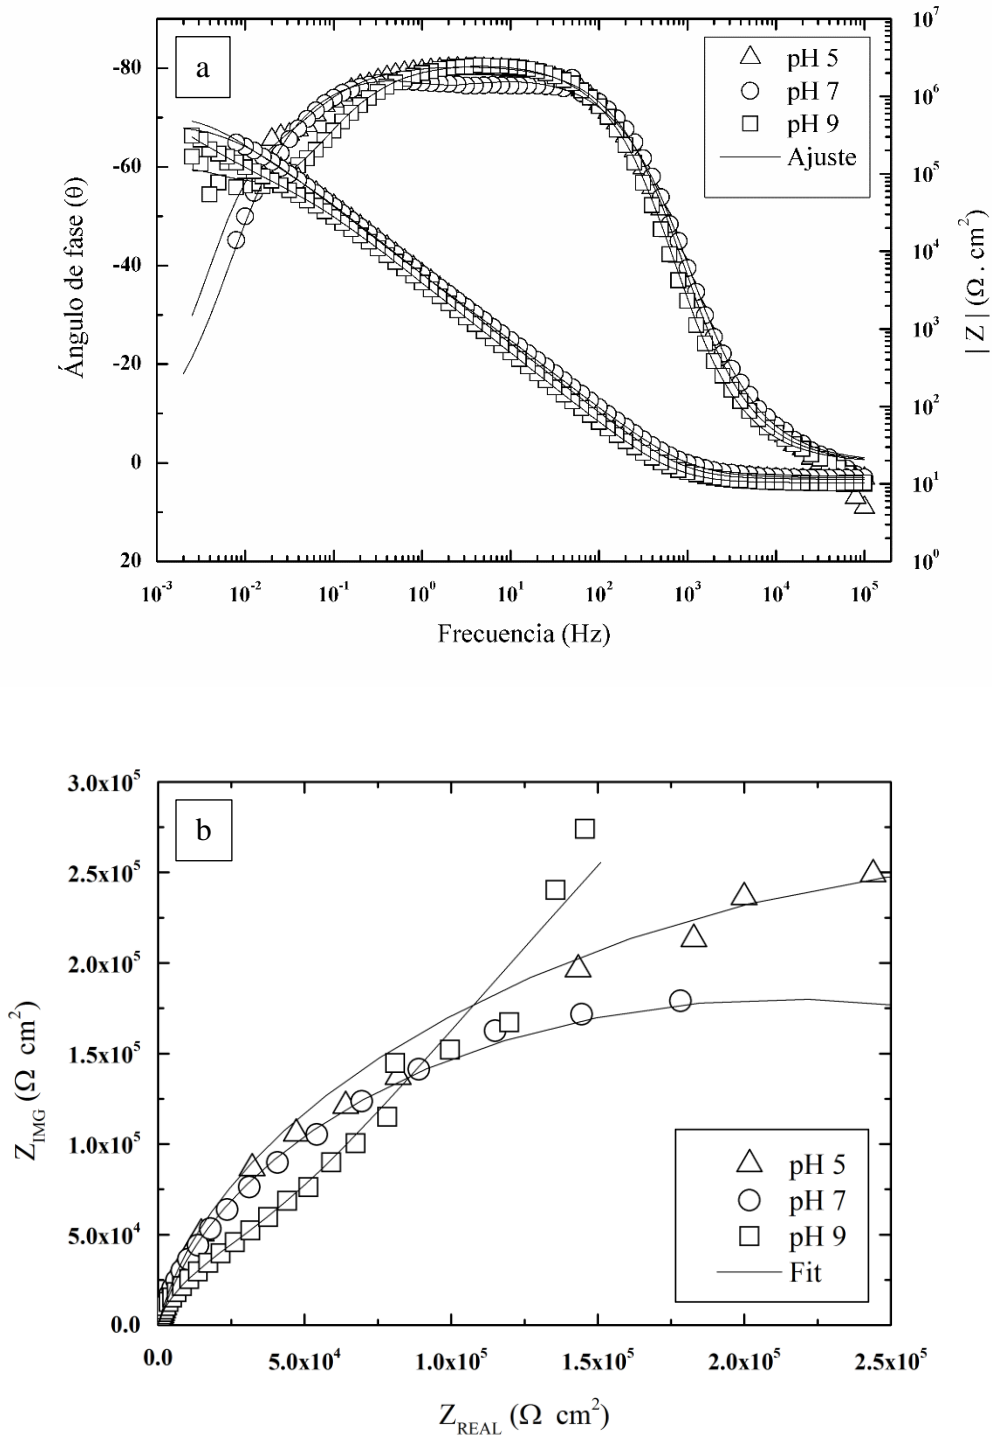 a
pH 5
pH 7
pH 9
Ajuste
Ángulo de fase (θ)
-80
-60
-40
-20
0
20
10⁷
10⁶
10⁵
10⁴
10³
10²
10¹
10⁰
| Z | (Ω . cm²)
10⁻³ 10⁻² 10⁻¹ 10⁰ 10¹ 10² 10³ 10⁴ 10⁵
Frecuencia (Hz)
b
Z_IMG (Ω cm²)
3.0x10⁵
2.5x10⁵
2.0x10⁵
1.5x10⁵
1.0x10⁵
5.0x10⁴
0.0
pH 5
pH 7
pH 9
Fit
0.0 5.0x10⁴ 1.0x10⁵ 1.5x10⁵ 2.0x10⁵ 2.5x10⁵
Z_REAL (Ω cm²)